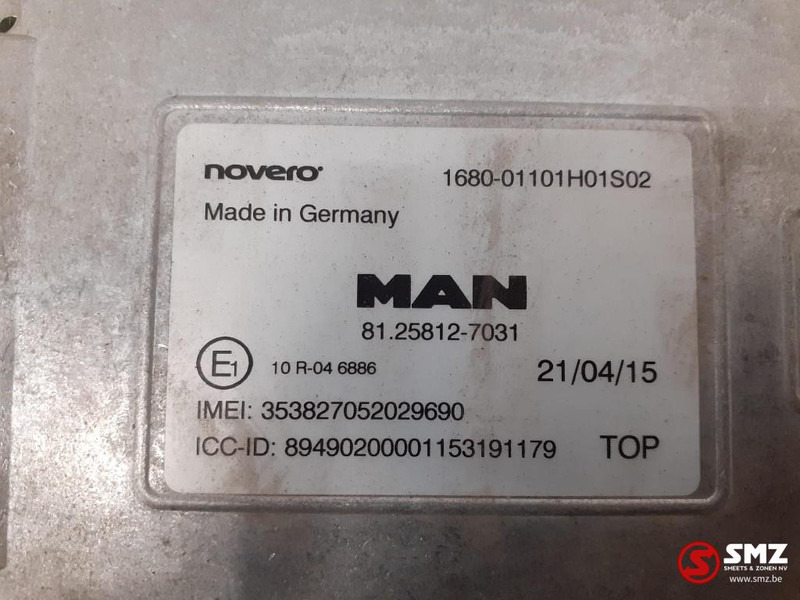 novero 1680-01101H01S02
Made in Germany
MAN
81.25812-7031
E1 10 R-04 6886 21/04/15
IMEI: 353827052029690
ICC-ID: 89490200001153191179 TOP
SMZ
SMEETS & ZONEN NV
www.smz.be